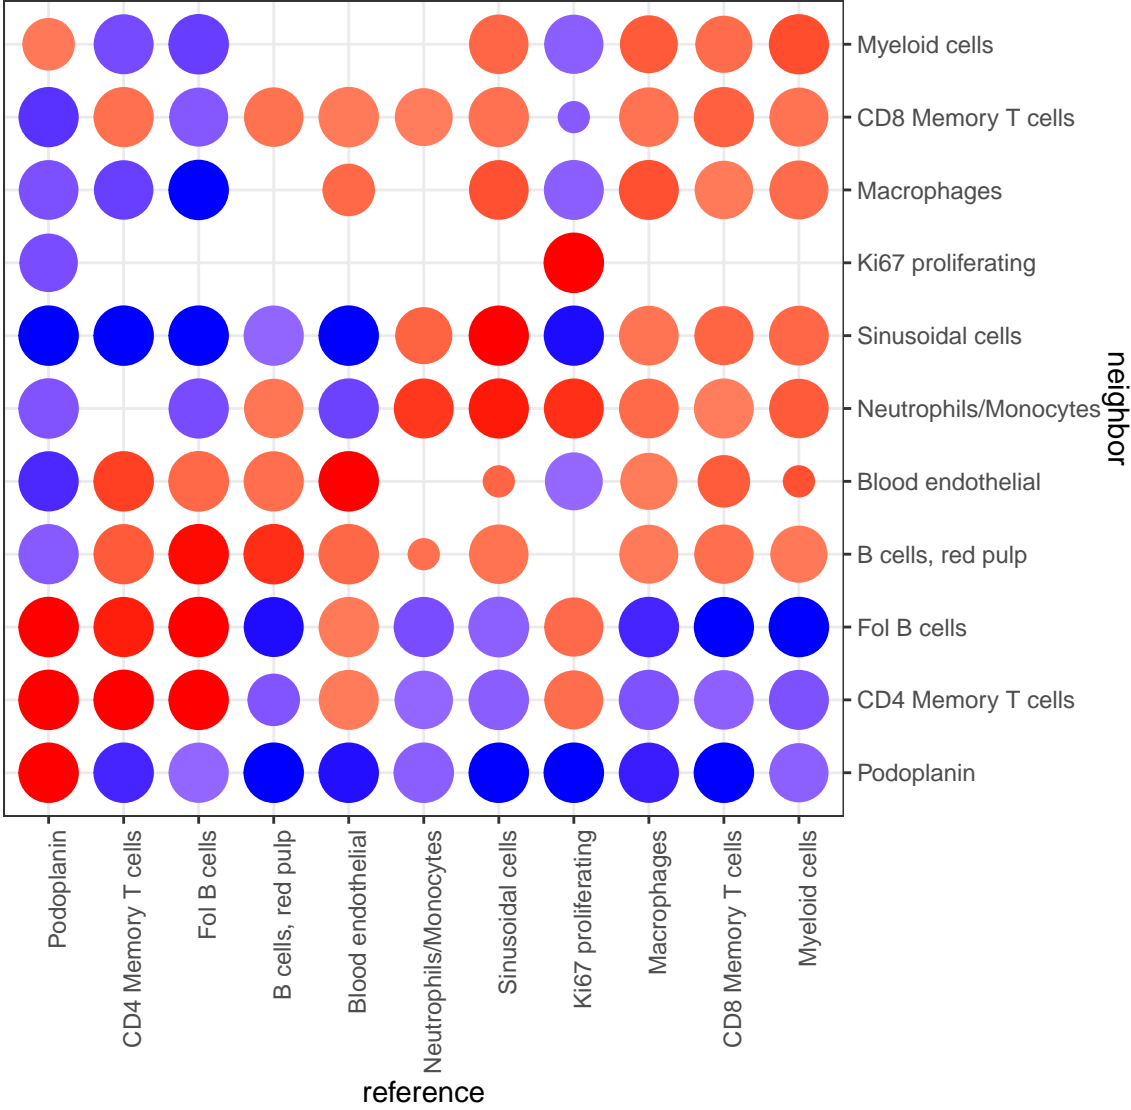 Myeloid cells
CD8 Memory T cells
Macrophages
Ki67 proliferating
Sinusoidal cells
Neutrophils/Monocytes
Blood endothelial
B cells, red pulp
Fol B cells
CD4 Memory T cells
Podoplanin
neighbor
Podoplanin
CD4 Memory T cells
Fol B cells
B cells, red pulp
Blood endothelial
Neutrophils/Monocytes
Sinusoidal cells
Ki67 proliferating
Macrophages
CD8 Memory T cells
Myeloid cells
reference